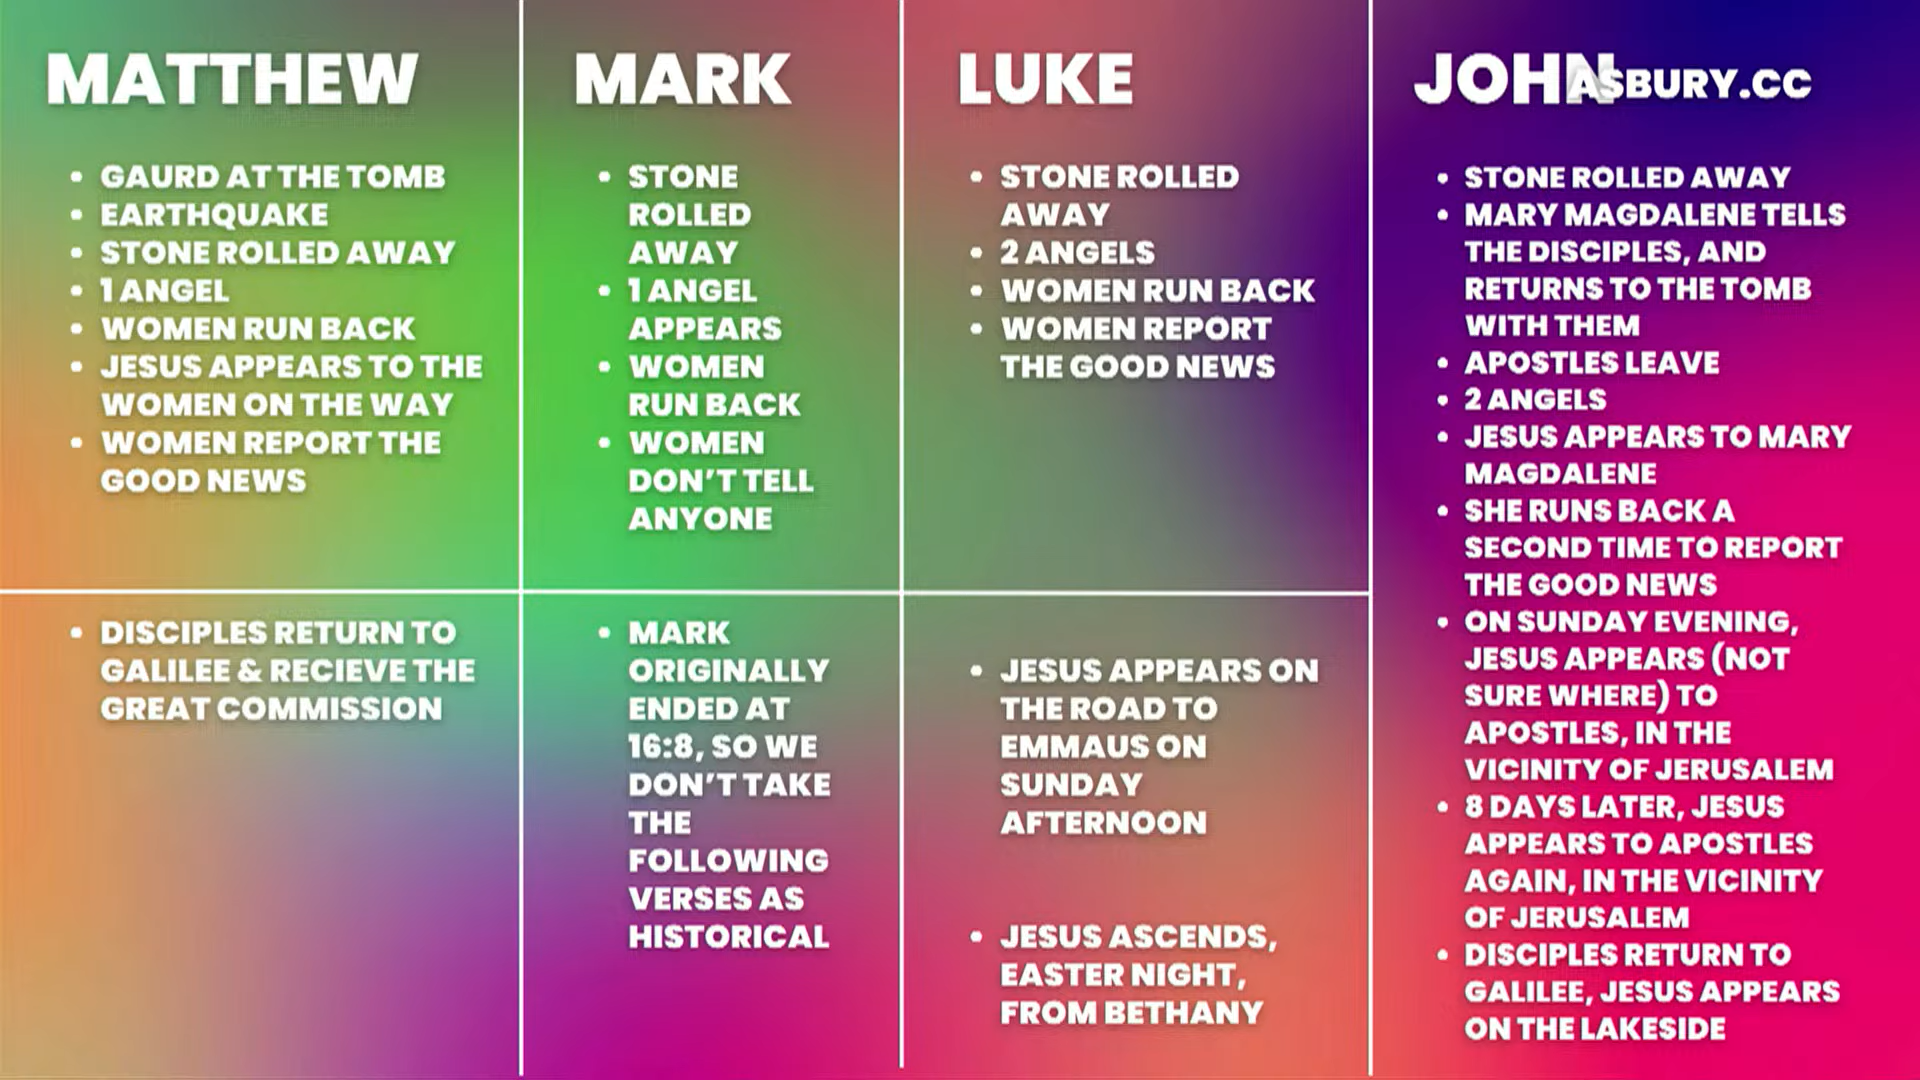 MATTHEW
• GAURD AT THE TOMB
• EARTHQUAKE
• STONE ROLLED AWAY
• 1 ANGEL
• WOMEN RUN BACK
• JESUS APPEARS TO THE
WOMEN ON THE WAY
• WOMEN REPORT THE
GOOD NEWS
• DISCIPLES RETURN TO
GALILEE & RECIEVE THE
GREAT COMMISSION
MARK
• STONE
ROLLED
AWAY
• 1 ANGEL
APPEARS
• WOMEN
RUN BACK
• WOMEN
DON'T TELL
ANYONE
• MARK
ORIGINALLY
ENDED AT
16:8, SO WE
DON'T TAKE
THE
FOLLOWING
VERSES AS
HISTORICAL
LUKE
• STONE ROLLED
AWAY
• 2 ANGELS
• WOMEN RUN BACK
• WOMEN REPORT
THE GOOD NEWS
• JESUS APPEARS ON
THE ROAD TO
EMMAUS ON
SUNDAY
AFTERNOON
• JESUS ASCENDS,
EASTER NIGHT,
FROM BETHANY
JOHN
ASBURY.CC
• STONE ROLLED AWAY
• MARY MAGDALENE TELLS
THE DISCIPLES, AND
RETURNS TO THE TOMB
WITH THEM
• APOSTLES LEAVE
• 2 ANGELS
• JESUS APPEARS TO MARY
MAGDALENE
• SHE RUNS BACK A
SECOND TIME TO REPORT
THE GOOD NEWS
• ON SUNDAY EVENING,
JESUS APPEARS (NOT
SURE WHERE) TO
APOSTLES, IN THE
VICINITY OF JERUSALEM
• 8 DAYS LATER, JESUS
APPEARS TO APOSTLES
AGAIN, IN THE VICINITY
OF JERUSALEM
• DISCIPLES RETURN TO
GALILEE, JESUS APPEARS
ON THE LAKESIDE